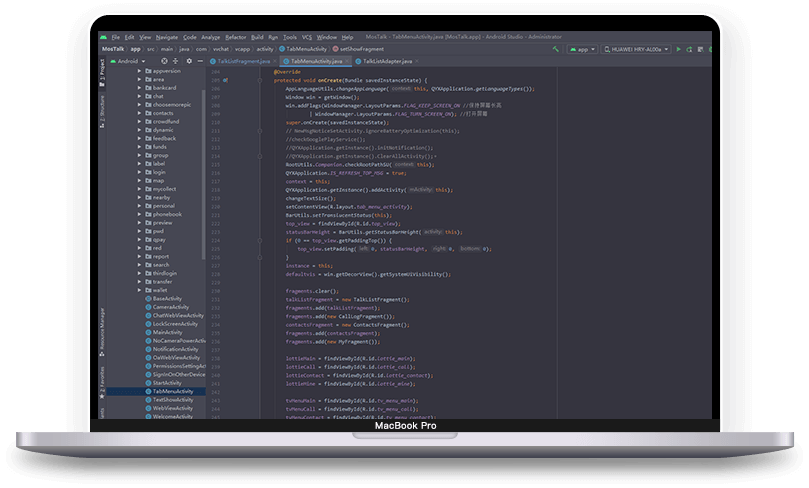 File Edit View Navigate Code Analyze Refactor Build Run Tools VCS Window Help MosTalk - TabMenuActivity.java [MosTalk.app] - Android Studio - Administrator
MosTalk app src main java com vvchat vcapp activity TabMenuActivity setShowFragment app HUAWEI HRY-AL00a
Project
Android
TalkListFragment.java TabMenuActivity.java TalkListAdapter.java
Structure
Resource Manager
Favorites
appversion
area
bankcard
chat
choosemorepic
contacts
crowdfund
dynamic
feedback
funds
group
label
login
map
mycollect
nearby
personal
phonebook
preview
pwd
qpay
red
report
search
thirdlogin
transfer
wallet
BaseActivity
CameraActivity
ChatWebViewActivity
LockScreenActivity
MainActivity
NoCameraPowerActiv
NotificationActivity
OaWebViewActivity
PermissionsSettingAct
SignInOnOtherDevice
StartActivity
TabMenuActivity
TextShowActivity
WebViewActivity
WelcomeActivity
@Override
protected void onCreate(Bundle savedInstanceState) {
AppLanguageUtils.changeAppLanguage( context: this, QYXApplication.getLanguageTypes());
Window win = getWindow();
win.addFlags(WindowManager.LayoutParams.FLAG_KEEP_SCREEN_ON //保持屏幕长亮
| WindowManager.LayoutParams.FLAG_TURN_SCREEN_ON); //打开屏幕
super.onCreate(savedInstanceState);
// NewMsgNoticeSetActivity.ignoreBatteryOptimization(this);
//checkGooglePlayService();
//QYXApplication.getInstance().initNotification();
//QYXApplication.getInstance().ClearAllActivity();
RootUtils.Companion.checkRootPathSU( context: this);
QYXApplication.IS_REFRESH_TOP_MSG = true;
context = this;
QYXApplication.getInstance().addActivity( mActivity: this);
changeTextSize();
setContentView(R.layout.tab_menu_activity);
BarUtils.setTranslucentStatus(this);
top_view = findViewById(R.id.top_view);
statusBarHeight = BarUtils.getStatusBarHeight( activity: this);
if (0 == top_view.getPaddingTop()) {
top_view.setPadding( left: 0, statusBarHeight, right: 0, bottom: 0);
}
instance = this;
defaultvis = win.getDecorView().getSystemUiVisibility();
fragments.clear();
talkListFragment = new TalkListFragment();
fragments.add(talkListFragment);
fragments.add(new CallLogFragment());
contactsFragment = new ContactsFragment();
fragments.add(contactsFragment);
fragments.add(new MyFragment());
lottieMain = findViewById(R.id.lottie_main);
lottieCall = findViewById(R.id.lottie_call);
lottieContact = findViewById(R.id.lottie_contact);
lottieMine = findViewById(R.id.lottie_mine);
tvMenuMain = findViewById(R.id.tv_menu_main);
tvMenuCall = findViewById(R.id.tv_menu_call);
tvMenuContact = findViewById(R.id.tv_menu_contact);
MacBook Pro